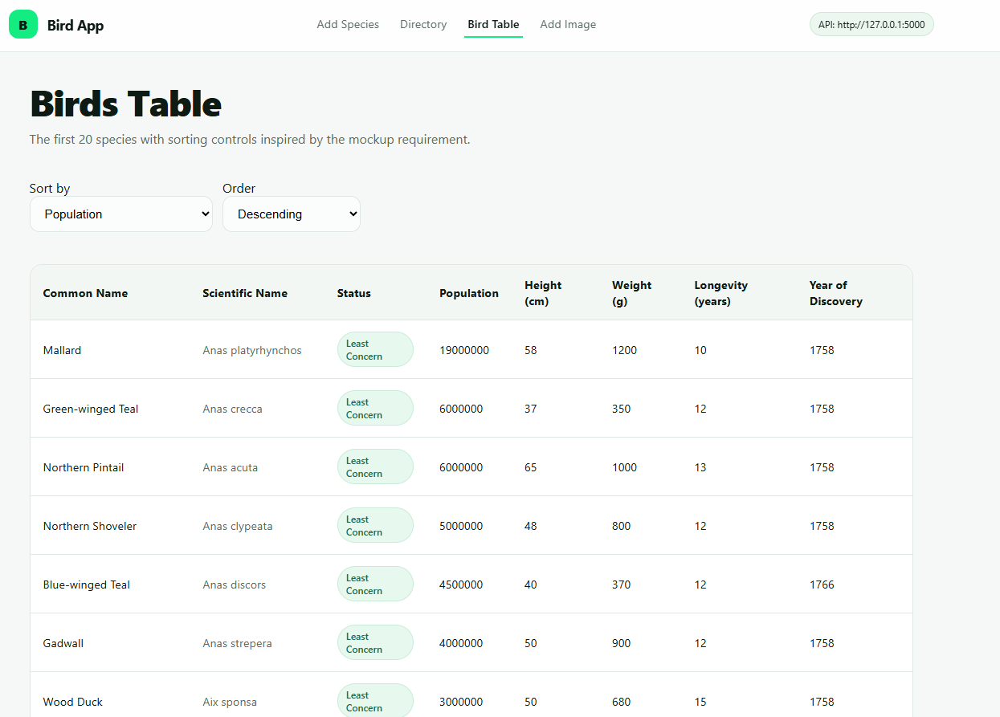 B Bird App Add Species Directory Bird Table Add Image API: http://127.0.0.1:5000
Birds Table
The first 20 species with sorting controls inspired by the mockup requirement.
Sort by Order
Population Descending
Common Name Scientific Name Status Population Height (cm) Weight (g) Longevity (years) Year of Discovery
Mallard Anas platyrhynchos Least Concern 19000000 58 1200 10 1758
Green-winged Teal Anas crecca Least Concern 6000000 37 350 12 1758
Northern Pintail Anas acuta Least Concern 6000000 65 1000 13 1758
Northern Shoveler Anas clypeata Least Concern 5000000 48 800 12 1758
Blue-winged Teal Anas discors Least Concern 4500000 40 370 12 1766
Gadwall Anas strepera Least Concern 4000000 50 900 12 1758
Wood Duck Aix sponsa Least Concern 3000000 50 680 15 1758